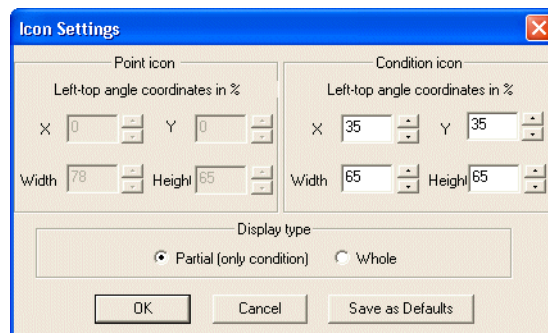 Icon Settings
Point icon
Left-top angle coordinates in %
X 0 Y 0
Width 78 Height 65
Condition icon
Left-top angle coordinates in %
X 35 Y 35
Width 65 Height 65
Display type
Partial (only condition) Whole
OK Cancel Save as Defaults